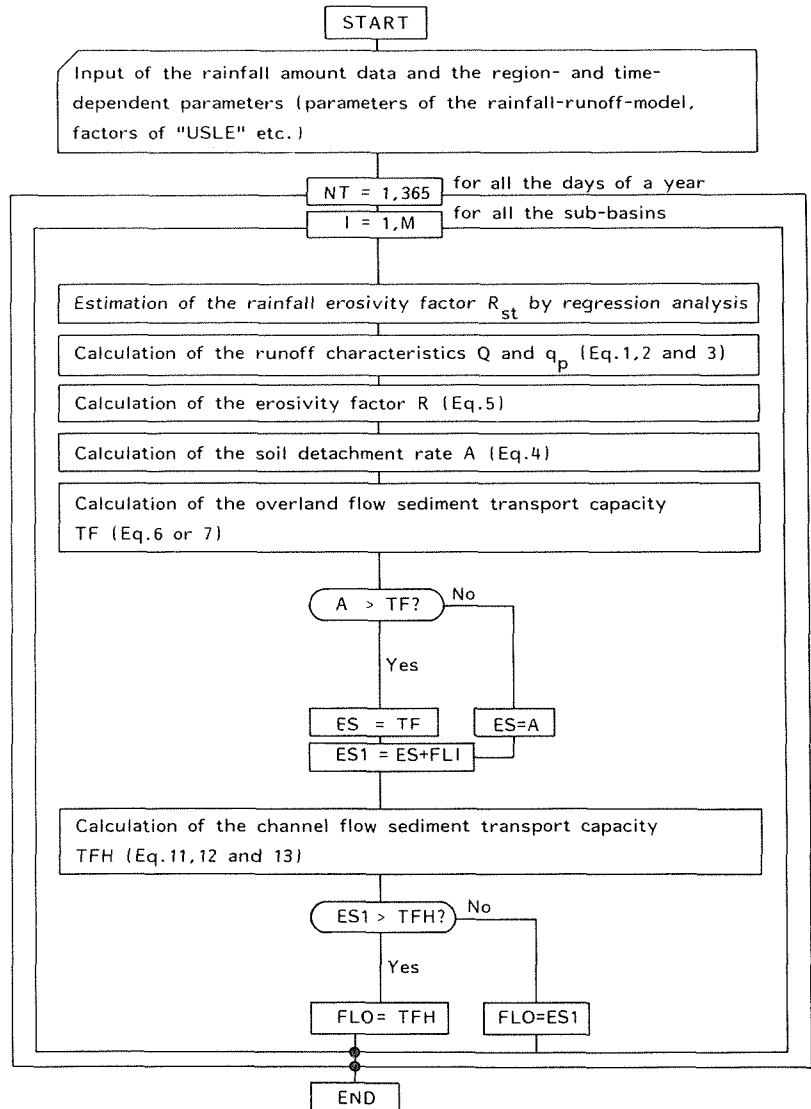 START
Input of the rainfall amount data and the region- and time-
dependent parameters (parameters of the rainfall-runoff-model,
factors of "USLE" etc.)
NT = 1,365
for all the days of a year
I = 1,M
for all the sub-basins
Estimation of the rainfall erosivity factor Rst by regression analysis
Calculation of the runoff characteristics Q and qp (Eq.1,2 and 3)
Calculation of the erosivity factor R (Eq.5)
Calculation of the soil detachment rate A (Eq.4)
Calculation of the overland flow sediment transport capacity
TF (Eq.6 or 7)
A > TF?
No
Yes
ES = TF
ES=A
ES1 = ES+FLI
Calculation of the channel flow sediment transport capacity
TFH (Eq.11,12 and 13)
ES1 > TFH?
No
Yes
FLO= TFH
FLO=ES1
END